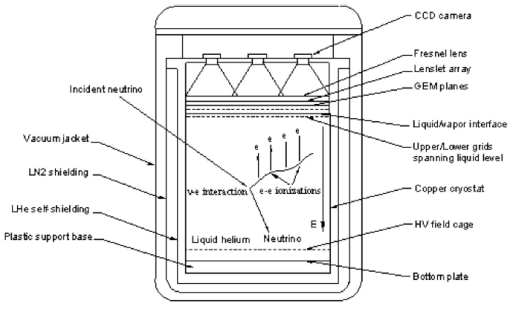 CCD camera
Fresnel lens
Lenslet array
GEM planes
Incident neutrino
Liquid/vapor interface
Vacuum jacket
Upper/Lower grids
spanning liquid level
e e e e
LN2 shielding
ν-e interaction
e-e ionizations
Copper cryostat
LHe self-shielding
E
HV field cage
Plastic support base
Liquid helium
Neutrino
Bottom plate